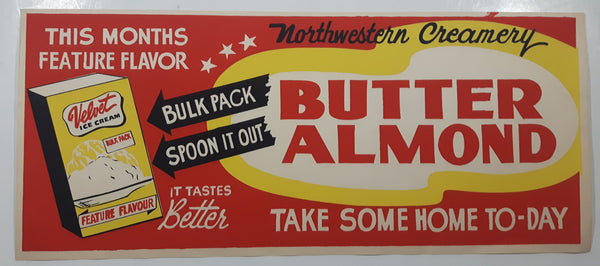 THIS MONTHS
FEATURE FLAVOR
Northwestern Creamery
Velvet
ICE CREAM
BULK PACK
FEATURE FLAVOUR
BULK PACK
SPOON IT OUT
BUTTER
ALMOND
IT TASTES
Better
TAKE SOME HOME TO-DAY